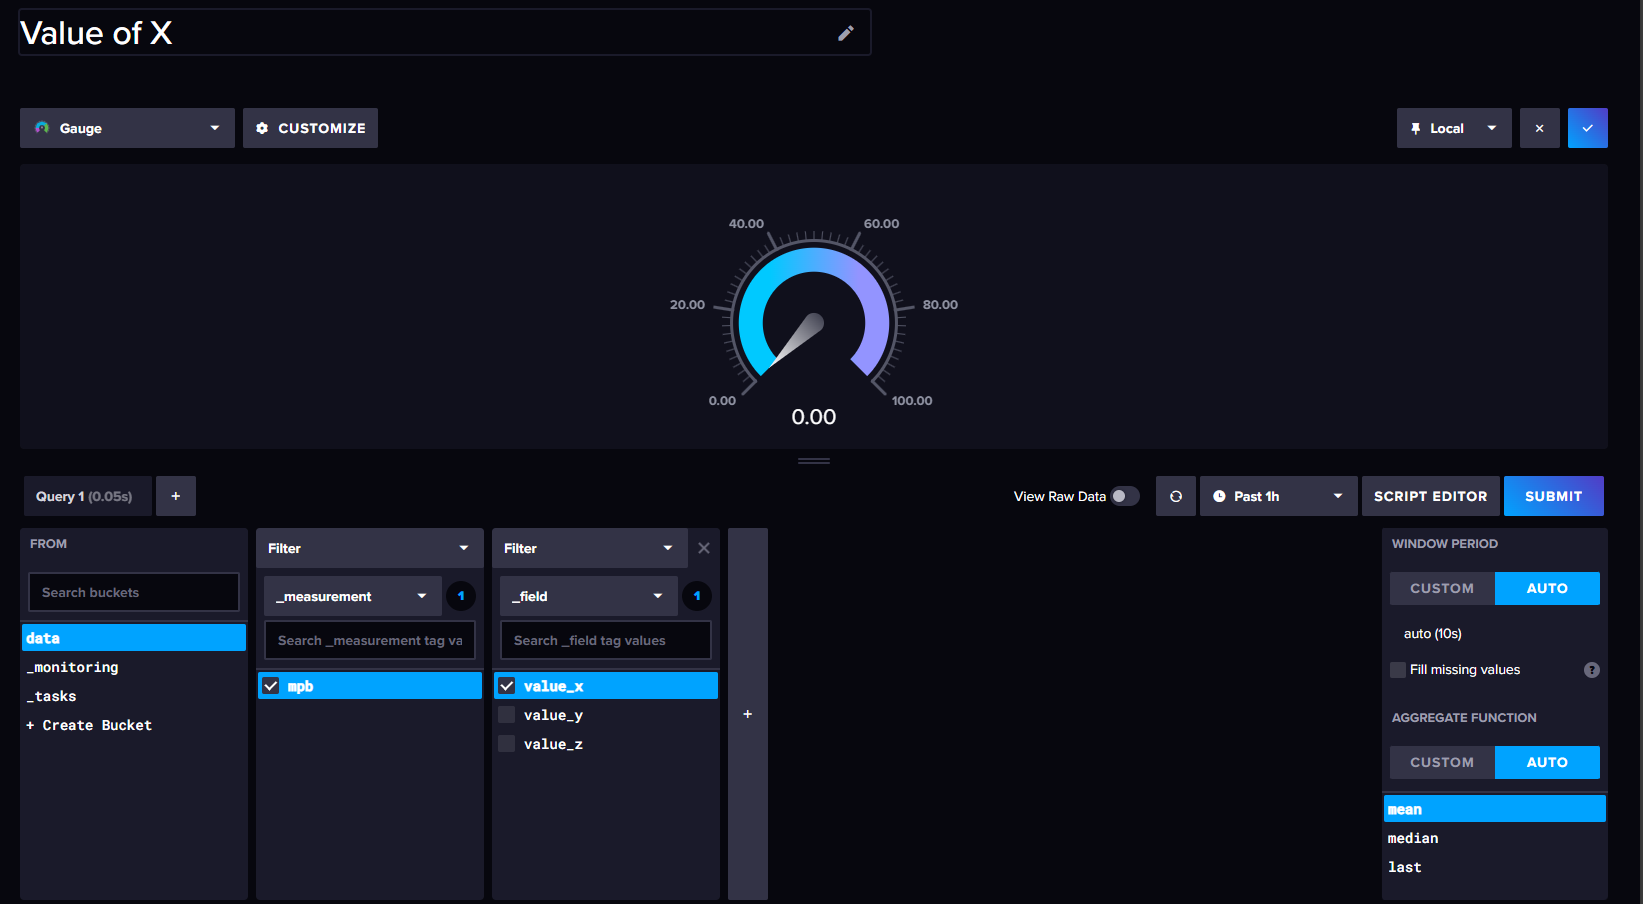 Value of X
Gauge
CUSTOMIZE
Local
40.00
60.00
20.00
80.00
0.00
100.00
0.00
Query 1 (0.05s)
+
View Raw Data
Past 1h
SCRIPT EDITOR
SUBMIT
FROM
Search buckets
data
_monitoring
_tasks
+ Create Bucket
Filter
_measurement
1
Search _measurement tag va
mpb
Filter
_field
1
Search _field tag values
value_x
value_y
value_z
+
WINDOW PERIOD
CUSTOM
AUTO
auto (10s)
Fill missing values
?
AGGREGATE FUNCTION
CUSTOM
AUTO
mean
median
last